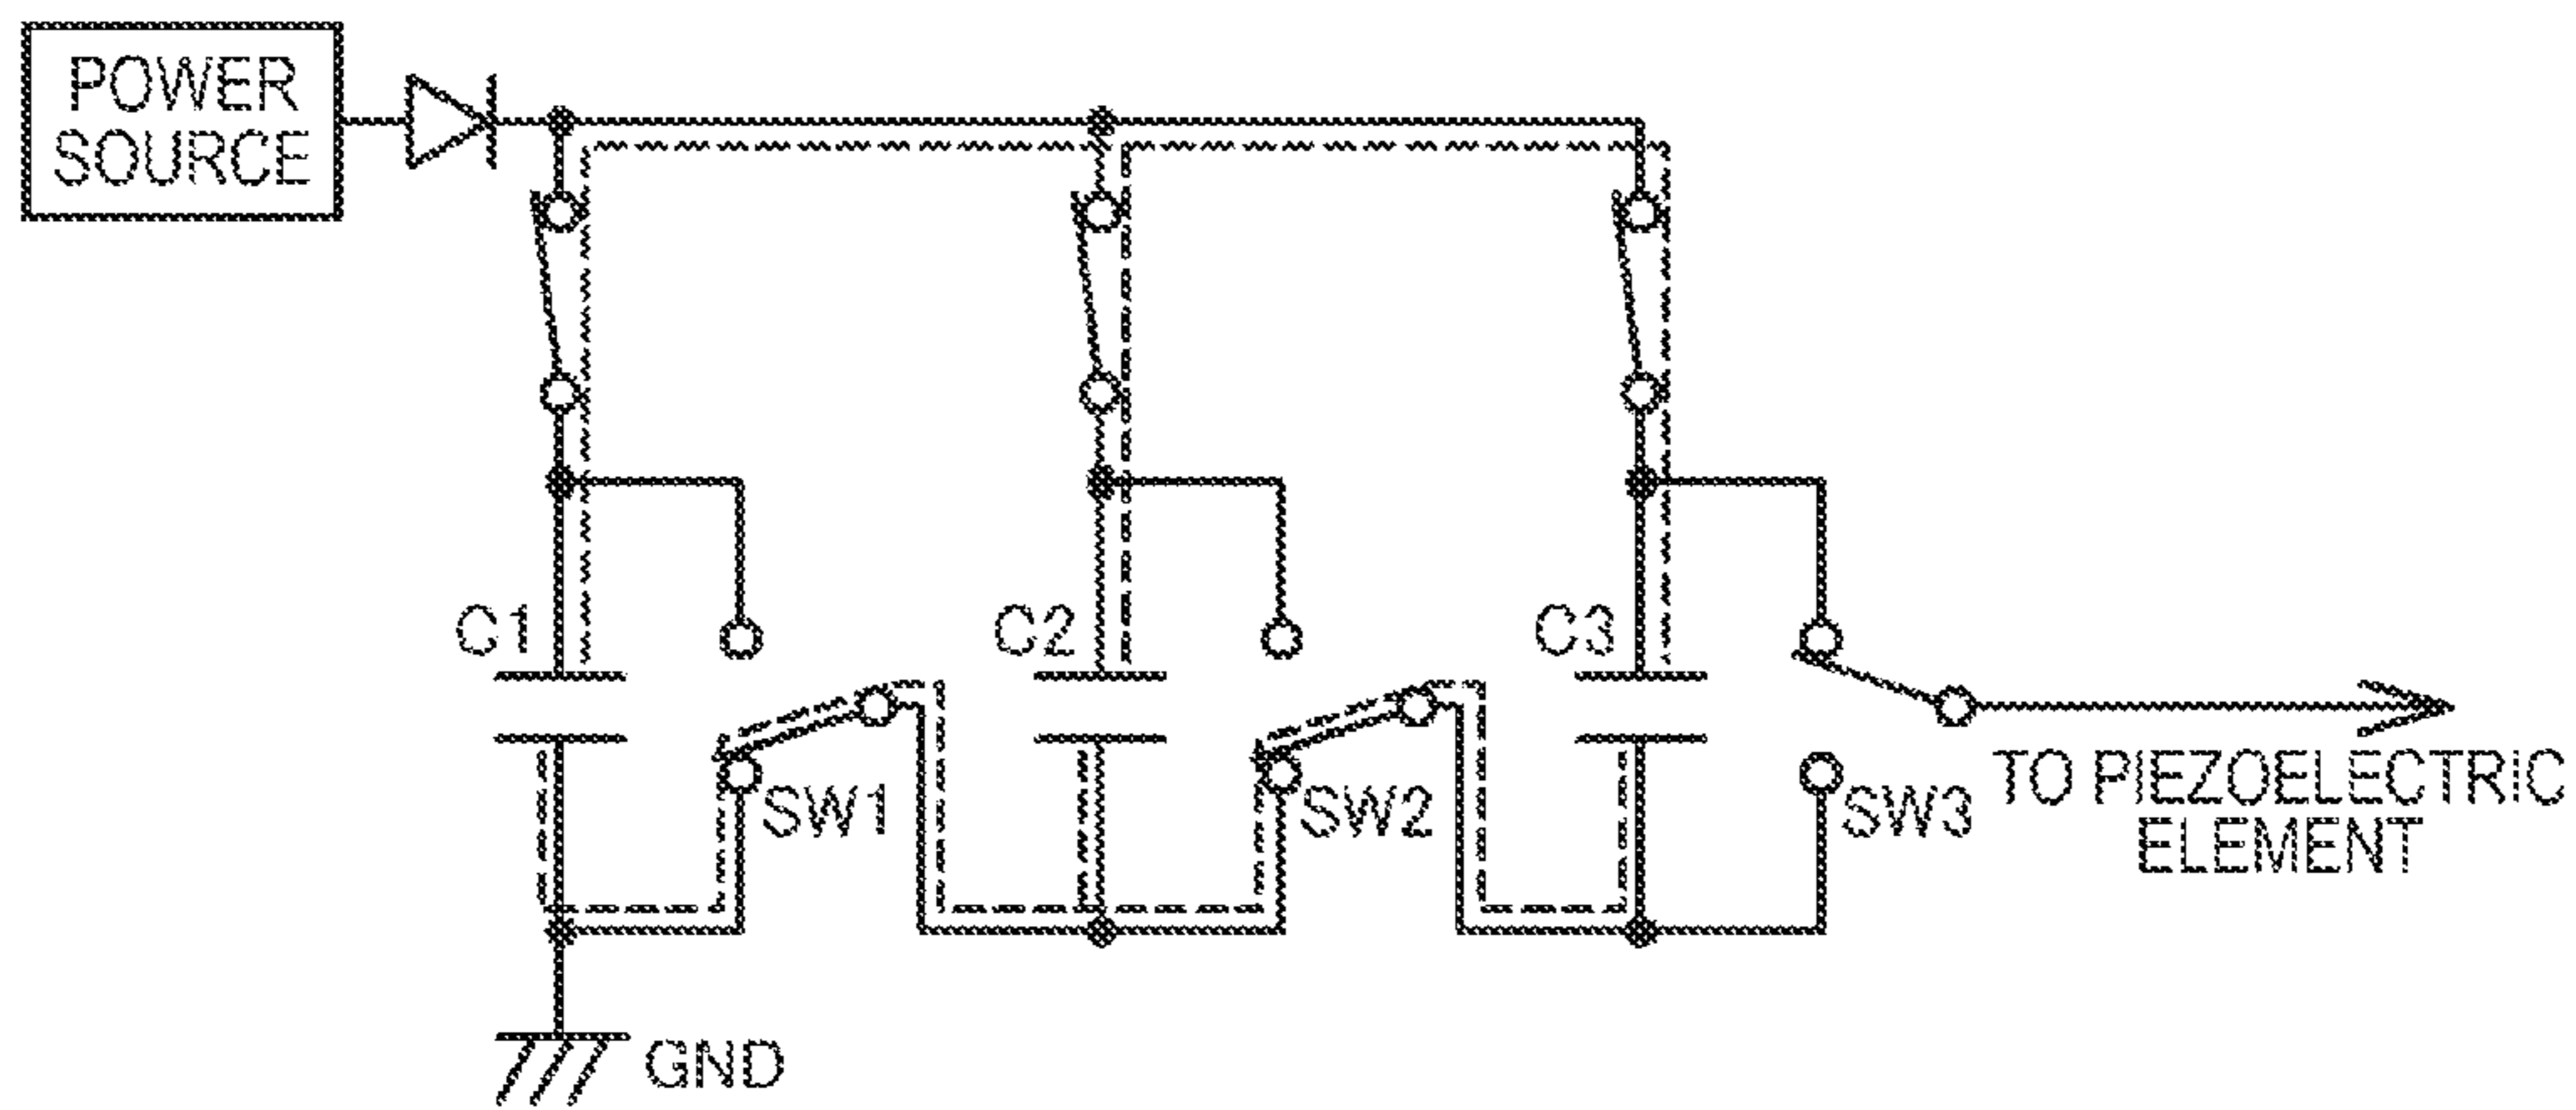 POWER
SOURCE
C1
C2
C3
SW1
SW2
SW3
TO PIEZOELECTRIC
ELEMENT
GND